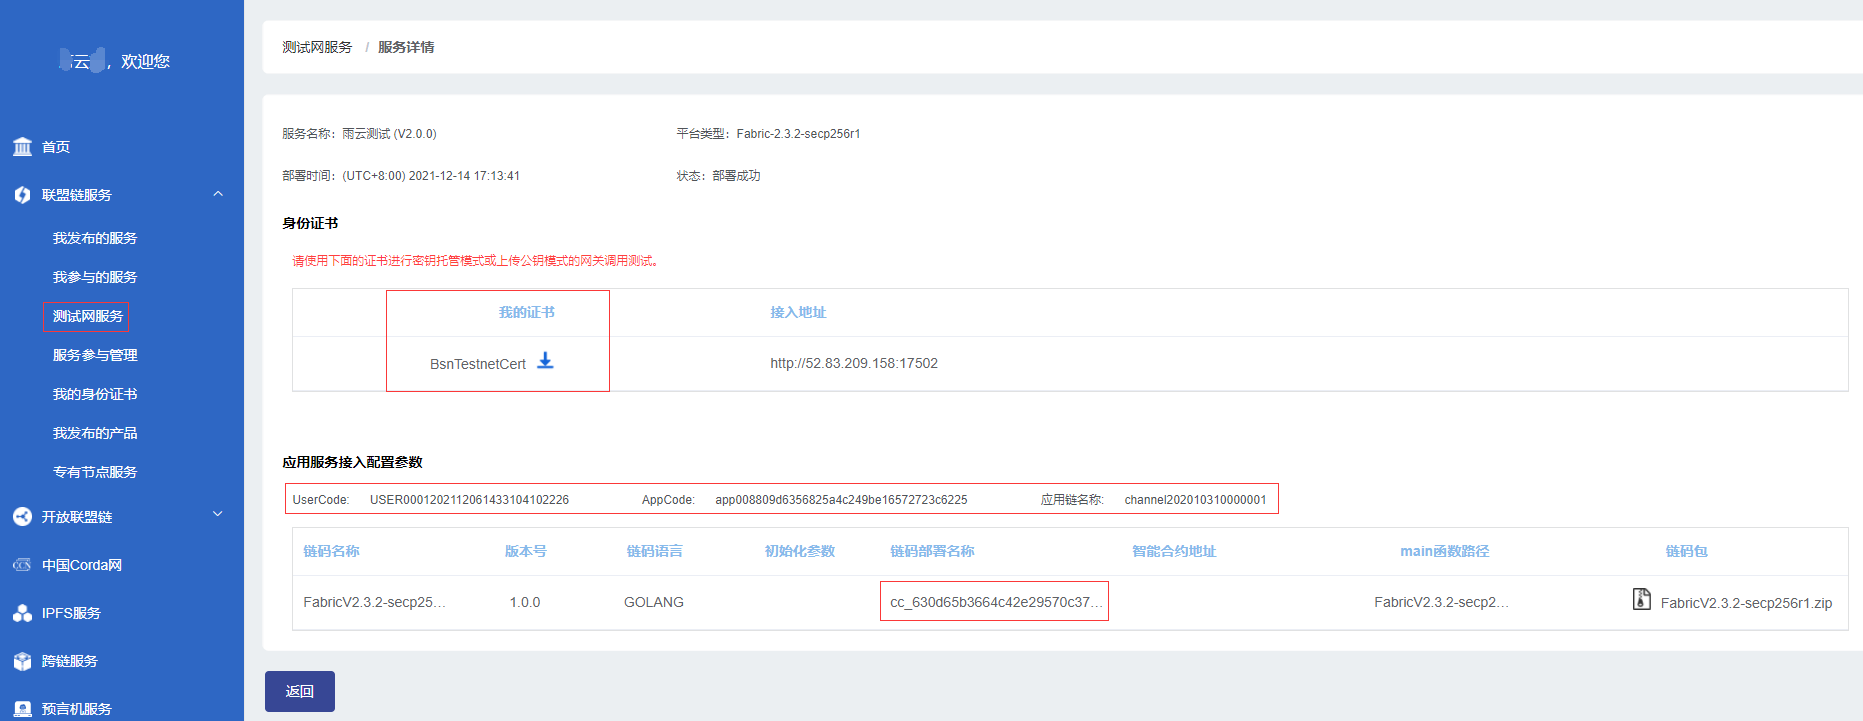 云 ，欢迎您
首页
联盟链服务
我发布的服务
我参与的服务
测试网服务
服务参与管理
我的身份证书
我发布的产品
专有节点服务
开放联盟链
中国Corda网
IPFS服务
跨链服务
预言机服务
测试网服务 / 服务详情
服务名称：雨云测试 (V2.0.0) 平台类型：Fabric-2.3.2-secp256r1
部署时间：(UTC+8:00) 2021-12-14 17:13:41 状态：部署成功
身份证书
请使用下面的证书进行密钥托管模式或上传公钥模式的网关调用测试。
我的证书 接入地址
BsnTestnetCert http://52.83.209.158:17502
应用服务接入配置参数
UserCode: USER0001202112061433104102226 AppCode: app008809d6356825a4c249be16572723c6225 应用链名称: channel202010310000001
链码名称 版本号 链码语言 初始化参数 链码部署名称 智能合约地址 main函数路径 链码包
FabricV2.3.2-secp25... 1.0.0 GOLANG cc_630d65b3664c42e29570c37... FabricV2.3.2-secp2... FabricV2.3.2-secp256r1.zip
返回